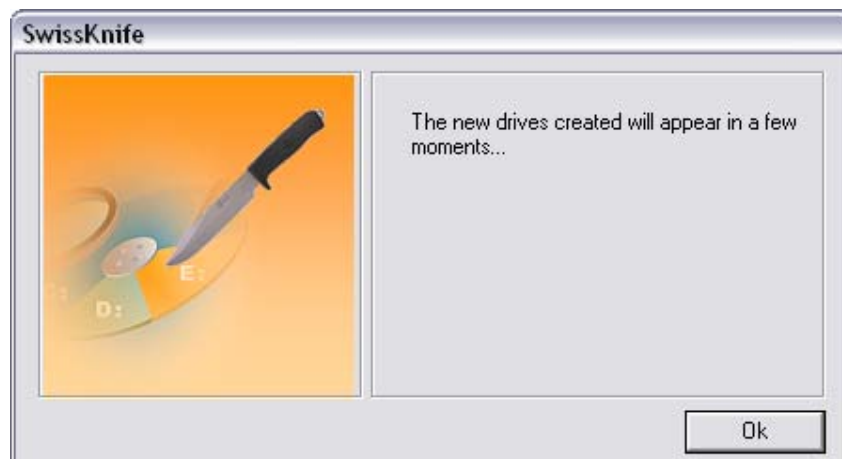 SwissKnife
The new drives created will appear in a few
moments...
E:
D:
Ok